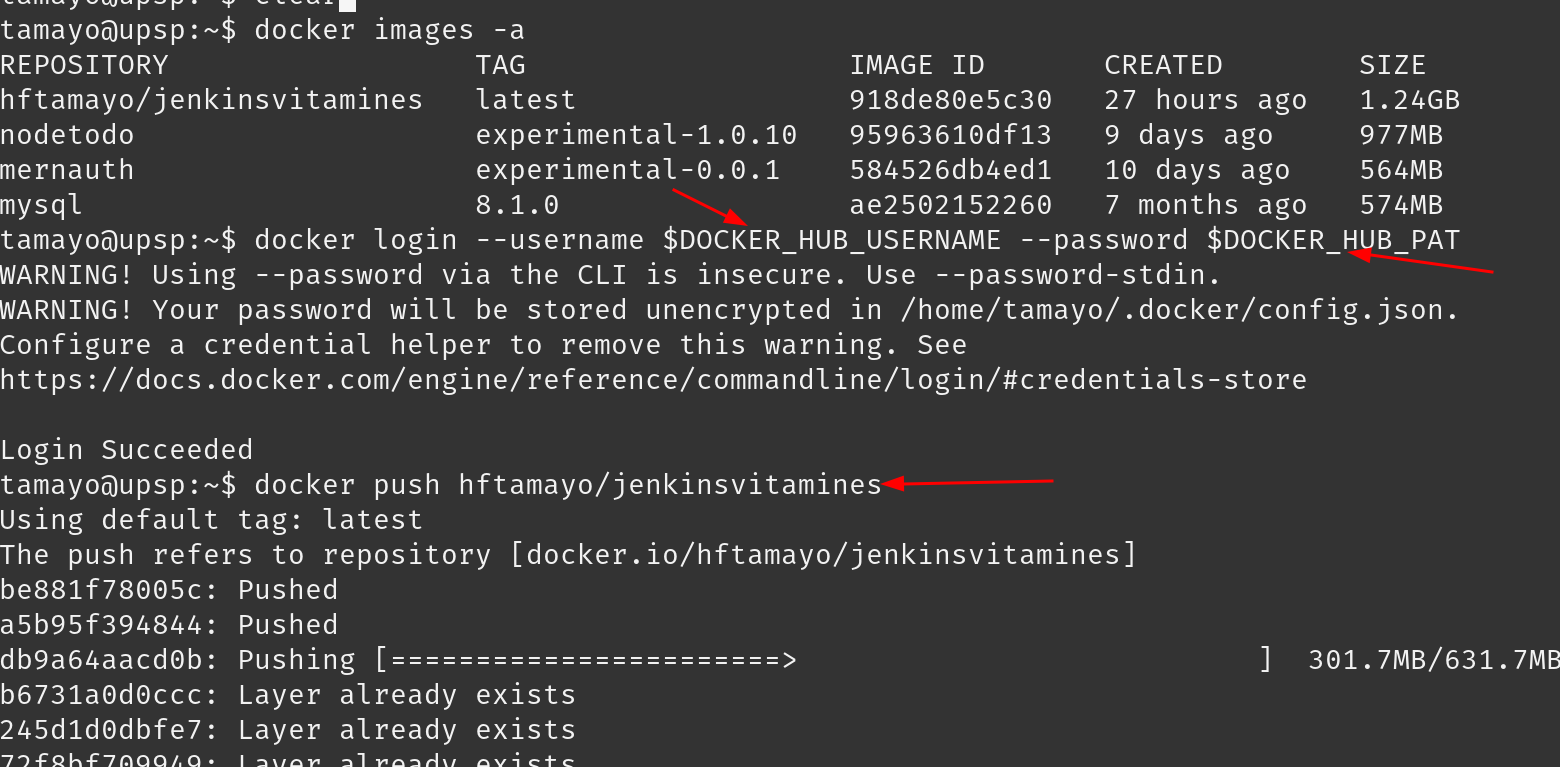 tamayo@upsp:~$ clear
tamayo@upsp:~$ docker images -a
REPOSITORY TAG IMAGE ID CREATED SIZE
hftamayo/jenkinsvitamines latest 918de80e5c30 27 hours ago 1.24GB
nodetodo experimental-1.0.10 95963610df13 9 days ago 977MB
mernauth experimental-0.0.1 584526db4ed1 10 days ago 564MB
mysql 8.1.0 ae2502152260 7 months ago 574MB
tamayo@upsp:~$ docker login --username $DOCKER_HUB_USERNAME --password $DOCKER_HUB_PAT
WARNING! Using --password via the CLI is insecure. Use --password-stdin.
WARNING! Your password will be stored unencrypted in /home/tamayo/.docker/config.json.
Configure a credential helper to remove this warning. See
https://docs.docker.com/engine/reference/commandline/login/#credentials-store
Login Succeeded
tamayo@upsp:~$ docker push hftamayo/jenkinsvitamines
Using default tag: latest
The push refers to repository [docker.io/hftamayo/jenkinsvitamines]
be881f78005c: Pushed
a5b95f394844: Pushed
db9a64aacd0b: Pushing [=======================> ] 301.7MB/631.7MB
b6731a0d0ccc: Layer already exists
245d1d0dbfe7: Layer already exists
72f8bf709949: Layer already exists